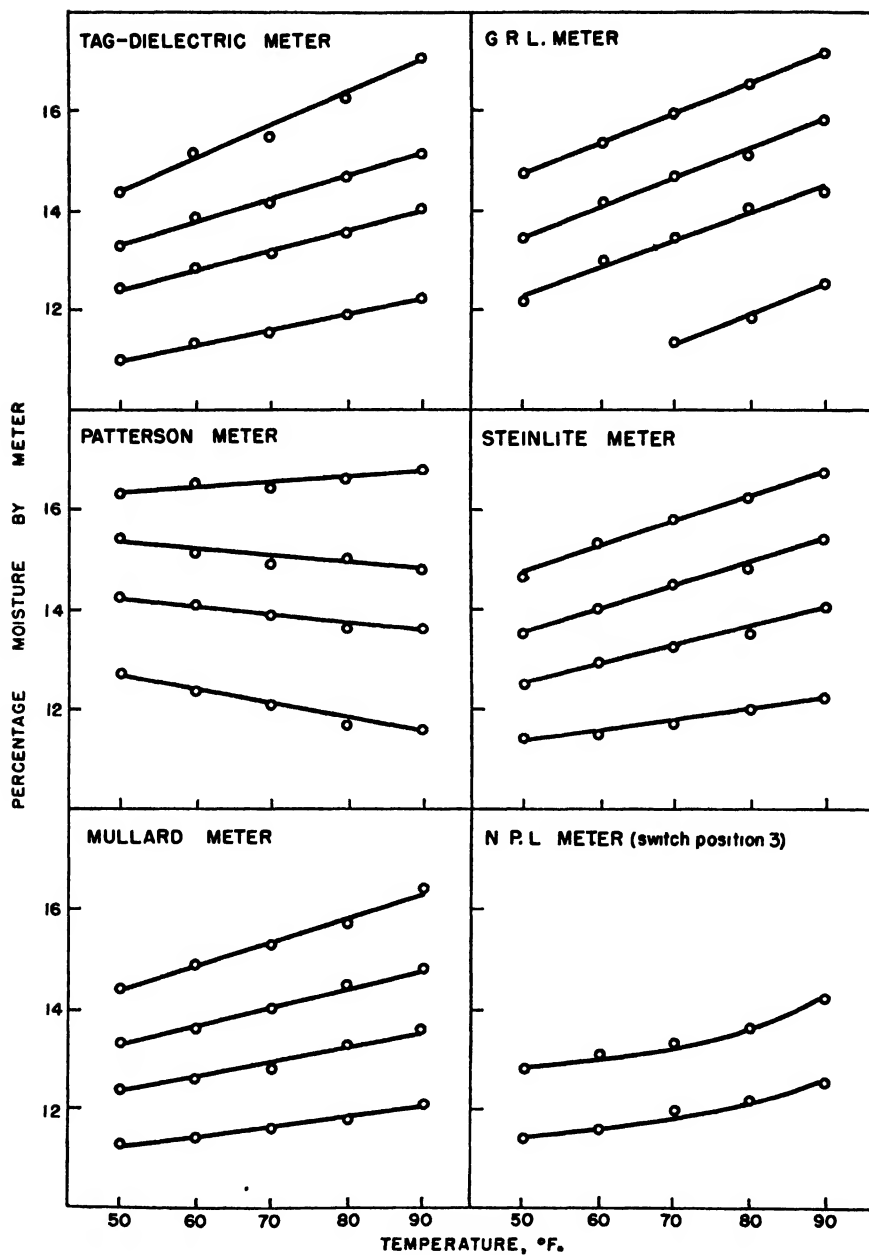 TAG-DIELECTRIC METER
G R L. METER
16
14
12
PATTERSON METER
STEINLITE METER
16
14
12
MULLARD METER
N P.L METER (switch position 3)
16
14
12
50 60 70 80 90 50 60 70 80 90
TEMPERATURE, °F.
PERCENTAGE MOISTURE BY METER